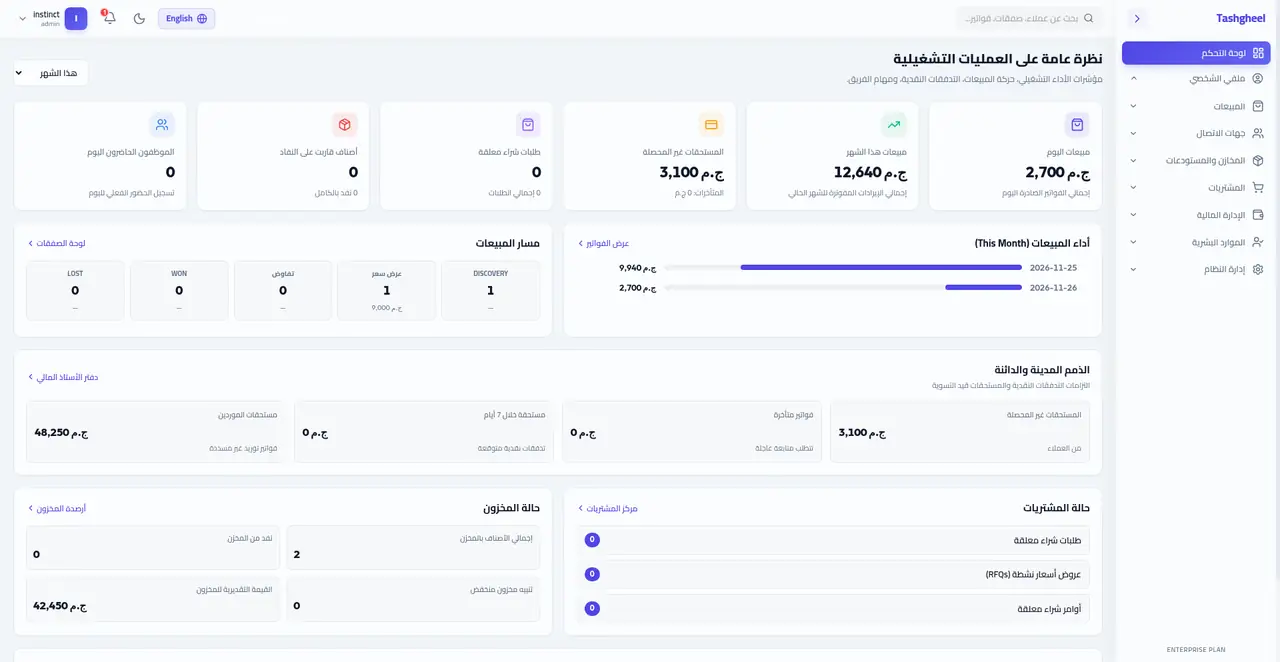 Tashgheel
بحث عن عملاء، صفقات، فواتير...
English
1
I
instinct
admin
لوحة التحكم
ملفي الشخصي
المبيعات
جهات الاتصال
المخازن والمستودعات
المشتريات
الإدارة المالية
الموارد البشرية
إدارة النظام
ENTERPRISE PLAN
نظرة عامة على العمليات التشغيلية
مؤشرات الأداء التشغيلي، حركة المبيعات، التدفقات النقدية، ومهام الفريق.
هذا الشهر
مبيعات اليوم
2,700 ج.م
إجمالي الفواتير الصادرة اليوم
مبيعات هذا الشهر
12,640 ج.م
إجمالي الإيرادات المفوترة للشهر الحالي
المستحقات غير المحصلة
3,100 ج.م
المتأخرات: 0 ج.م
طلبات شراء معلقة
0
0 إجمالي الطلبات
أصناف قاربت على النفاد
0
0 نفد بالكامل
الموظفون الحاضرون اليوم
0
تسجيل الحضور الفعلي لليوم
أداء المبيعات (This Month)
عرض الفواتير
2026-11-25
9,940 ج.م
2026-11-26
2,700 ج.م
مسار المبيعات
لوحة الصفقات
DISCOVERY
1
—
عرض سعر
1
9,000 ج.م
تفاوض
0
—
WON
0
—
LOST
0
—
الذمم المدينة والدائنة
التزامات التدفقات النقدية والمستحقات قيد التسوية
دفتر الأستاذ المالي
المستحقات غير المحصلة
3,100 ج.م
من العملاء
فواتير متأخرة
0 ج.م
تتطلب متابعة عاجلة
مستحقة خلال 7 أيام
0 ج.م
تدفقات نقدية متوقعة
مستحقات الموردين
48,250 ج.م
فواتير توريد غير مسددة
حالة المشتريات
مركز المشتريات
طلبات شراء معلقة
0
عروض أسعار نشطة (RFQs)
0
أوامر شراء معلقة
0
حالة المخزون
أرصدة المخزون
إجمالي الأصناف بالمخزن
2
نفد من المخزن
0
تنبيه مخزون منخفض
0
القيمة التقديرية للمخزون
42,450 ج.م